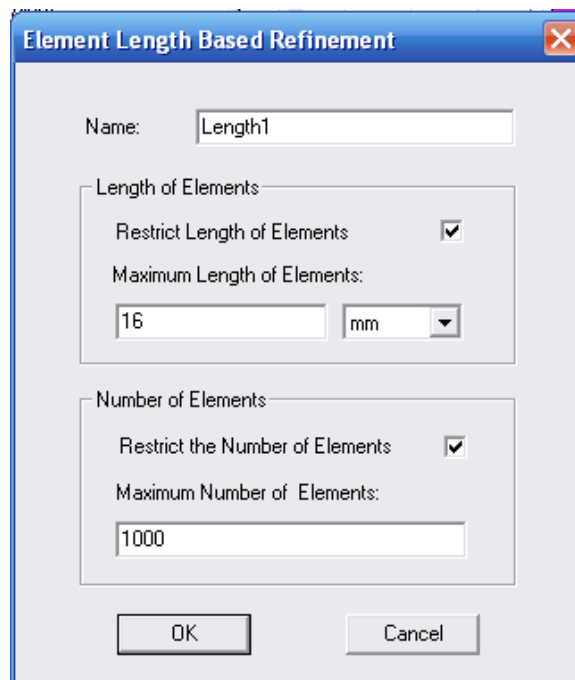 Element Length Based Refinement
Name: Length1
Length of Elements
Restrict Length of Elements
Maximum Length of Elements:
16 mm
Number of Elements
Restrict the Number of Elements
Maximum Number of Elements:
1000
OK Cancel